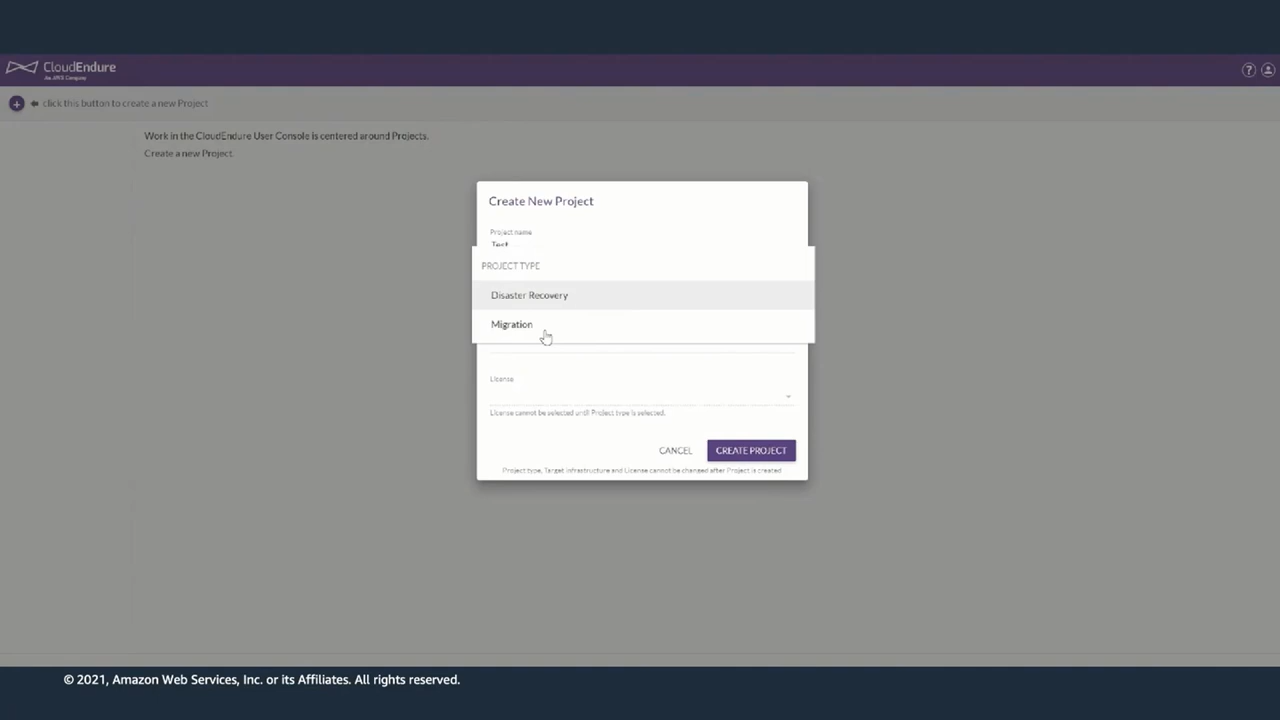 CloudEndure
An AWS Company
?
+
click this button to create a new Project
Work in the CloudEndure User Console is centered around Projects.
Create a new Project.
Create New Project
Project name
Test
PROJECT TYPE
Disaster Recovery
Migration
License
License cannot be selected until Project type is selected.
CANCEL
CREATE PROJECT
Project type, Target Infrastructure and License cannot be changed after Project is created
© 2021, Amazon Web Services, Inc. or its Affiliates. All rights reserved.